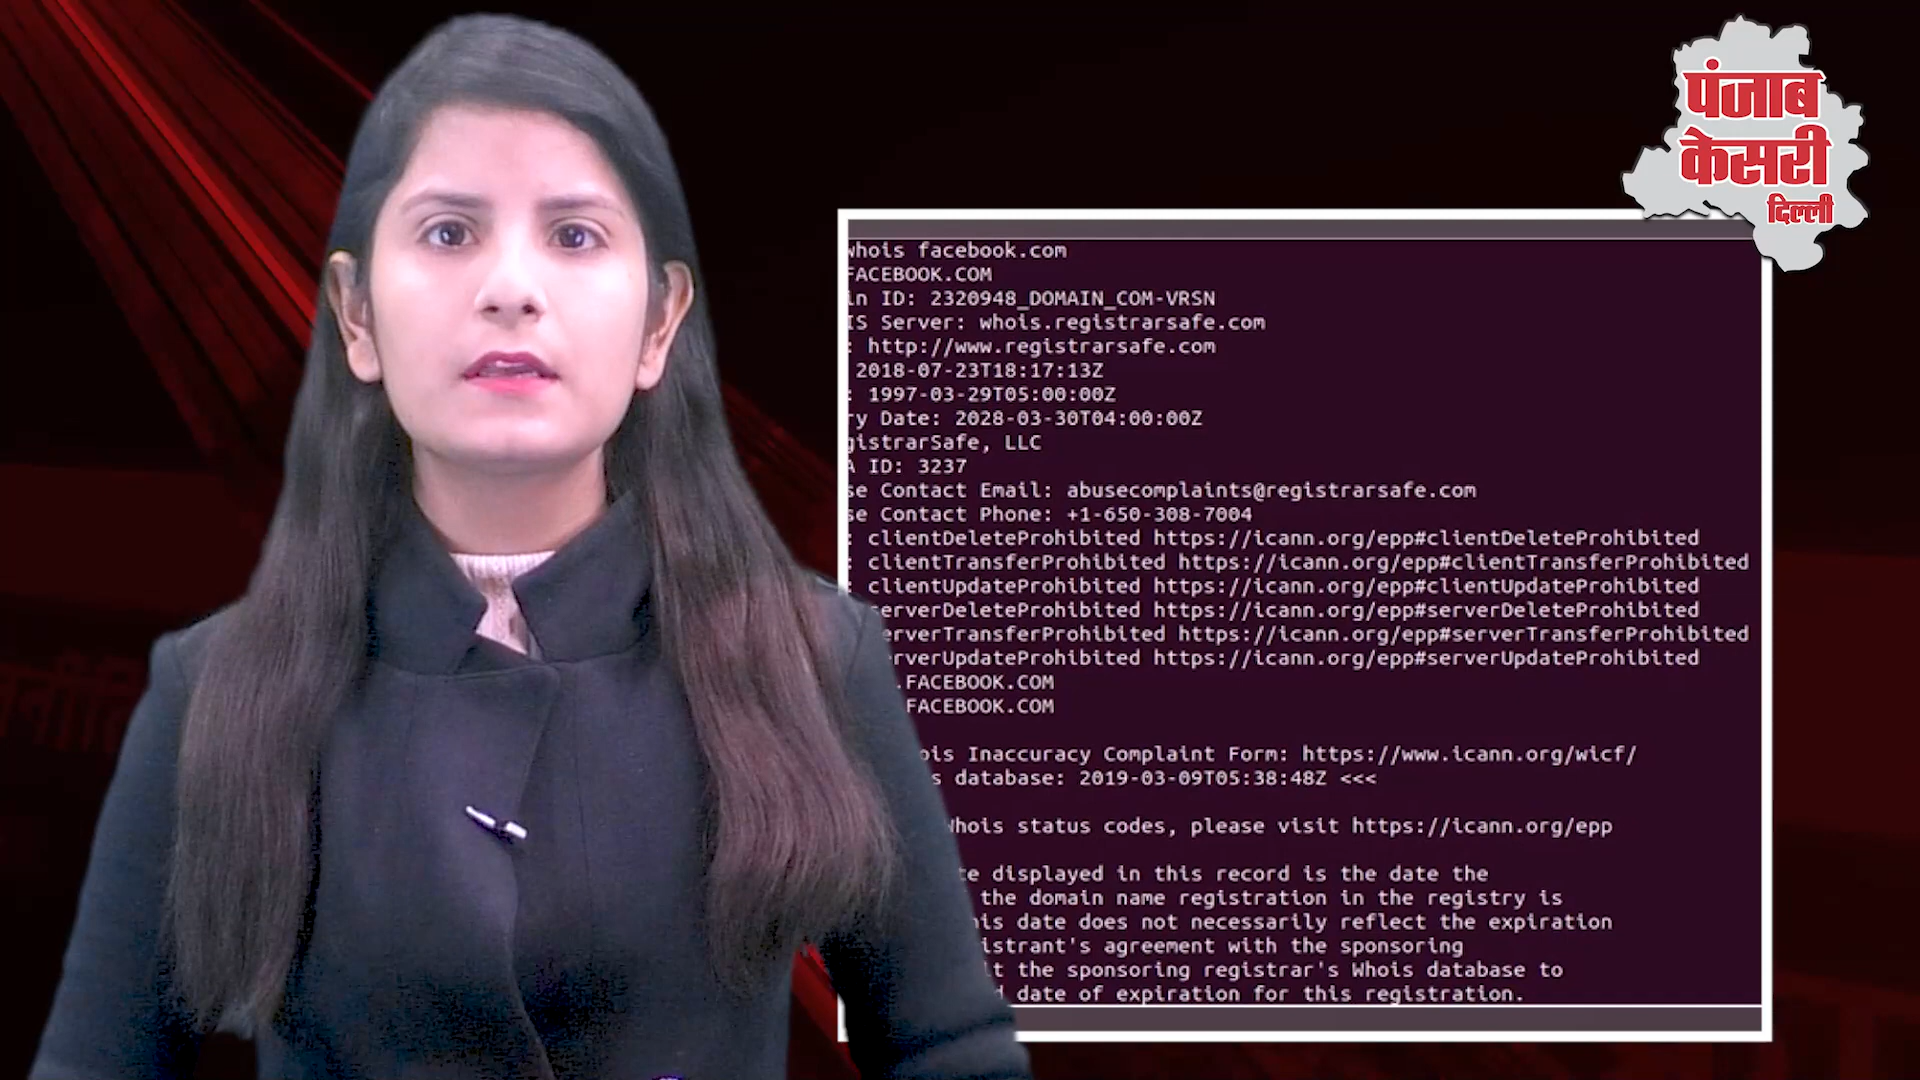 पंजाब
केसरी
दिल्ली
whois facebook.com
FACEBOOK.COM
in ID: 2320948_DOMAIN_COM-VRSN
IS Server: whois.registrarsafe.com
: http://www.registrarsafe.com
2018-07-23T18:17:13Z
: 1997-03-29T05:00:00Z
ry Date: 2028-03-30T04:00:00Z
gistrarSafe, LLC
A ID: 3237
se Contact Email: abusecomplaints@registrarsafe.com
se Contact Phone: +1-650-308-7004
: clientDeleteProhibited https://icann.org/epp#clientDeleteProhibited
: clientTransferProhibited https://icann.org/epp#clientTransferProhibited
: clientUpdateProhibited https://icann.org/epp#clientUpdateProhibited
serverDeleteProhibited https://icann.org/epp#serverDeleteProhibited
erverTransferProhibited https://icann.org/epp#serverTransferProhibited
erverUpdateProhibited https://icann.org/epp#serverUpdateProhibited
.FACEBOOK.COM
FACEBOOK.COM
ois Inaccuracy Complaint Form: https://www.icann.org/wicf/
s database: 2019-03-09T05:38:48Z <<<
Whois status codes, please visit https://icann.org/epp
te displayed in this record is the date the
the domain name registration in the registry is
his date does not necessarily reflect the expiration
istrant's agreement with the sponsoring
lt the sponsoring registrar's Whois database to
d date of expiration for this registration.